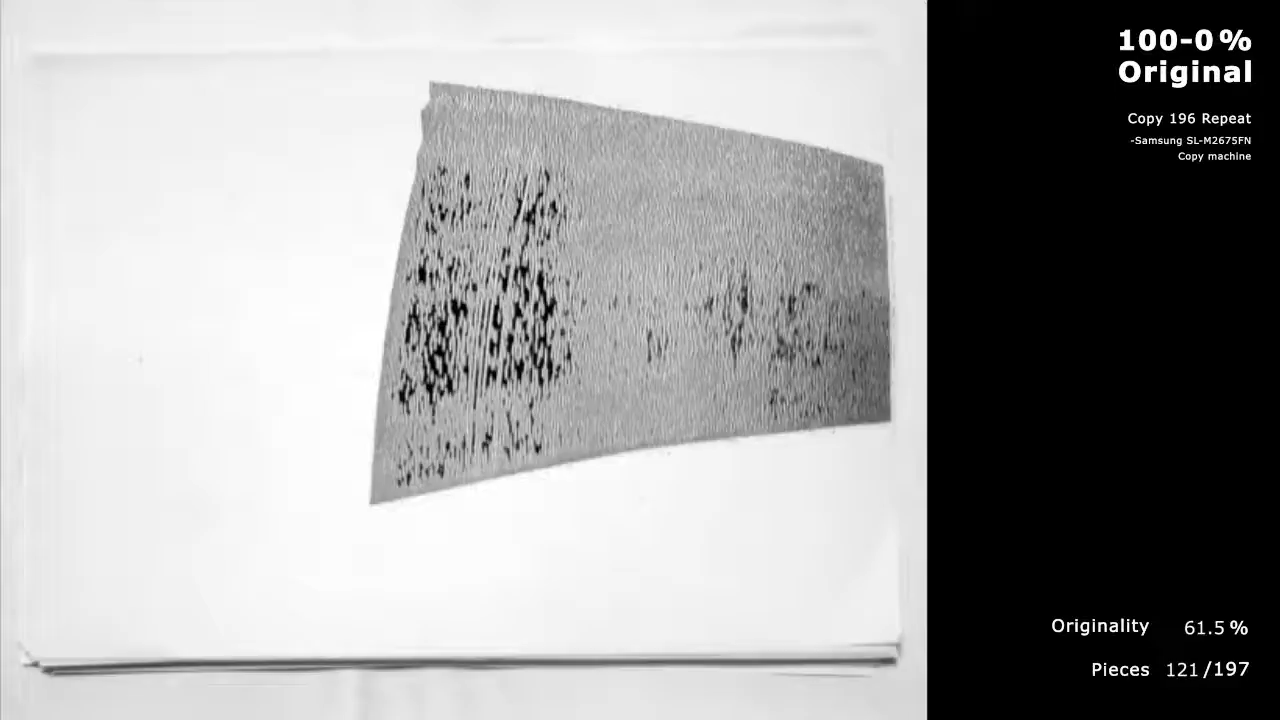 100-0%
Original
Copy 196 Repeat
-Samsung SL-M2675FN
Copy machine
Originality 61.5%
Pieces 121/197